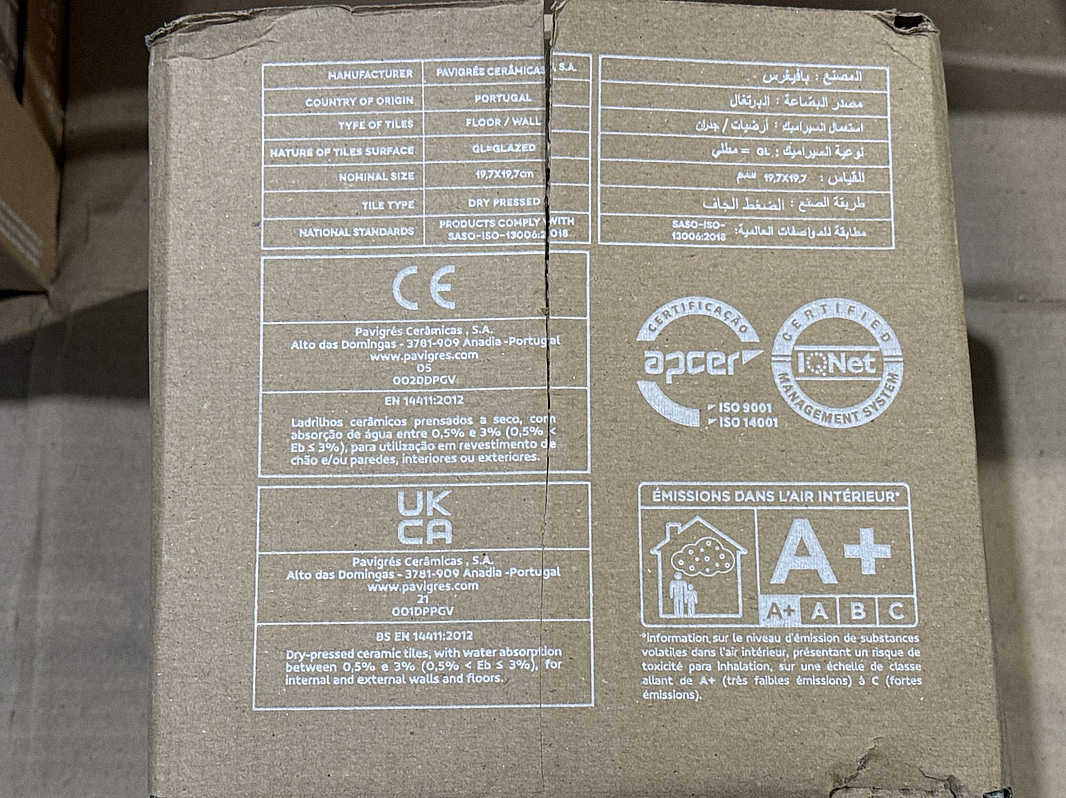 MANUFACTURER PAVIGRÉS CERÂMICAS, S.A.
COUNTRY OF ORIGIN PORTUGAL
TYPE OF TILES FLOOR / WALL
NATURE OF TILES SURFACE GL=GLAZED
NOMINAL SIZE 19,7X19,7cm
TILE TYPE DRY PRESSED
NATIONAL STANDARDS PRODUCTS COMPLY WITH
SASO-ISO-13006:2018
المصنع : بافيغرس
مصدر البضاعة : البرتغال
استعمال السيراميك : أرضيات / جدران
نوعية السيراميك : GL = مطلي
القياس : 19,7X19,7 سم
طريقة الصنع : الضغط الجاف
مطابقة للمواصفات العالمية: SASO-ISO-
13006:2018
CE
Pavigrés Cerâmicas , S.A.
Alto das Domingas - 3781-909 Anadia -Portugal
www.pavigres.com
05
002DDPGV
EN 14411:2012
Ladrilhos cerâmicos prensados a seco, com
absorção de água entre 0,5% e 3% (0,5% <
Eb ≤ 3%), para utilização em revestimento de
chão e/ou paredes, interiores ou exteriores.
UK
CA
Pavigrés Cerâmicas , S.A.
Alto das Domingas - 3781-909 Anadia -Portugal
www.pavigres.com
21
001DPPGV
BS EN 14411:2012
Dry-pressed ceramic tiles, with water absorption
between 0,5% e 3% (0,5% < Eb ≤ 3%), for
internal and external walls and floors.
CERTIFICAÇÃO
apcer
ISO 9001
ISO 14001
CERTIFIED
IQNet
MANAGEMENT SYSTEM
ÉMISSIONS DANS L'AIR INTÉRIEUR*
A+
A+ A B C
*Information sur le niveau d'émission de substances
volatiles dans l'air intérieur, présentant un risque de
toxicité para Inhalation, sur une échelle de classe
allant de A+ (très faibles émissions) à C (fortes
émissions).